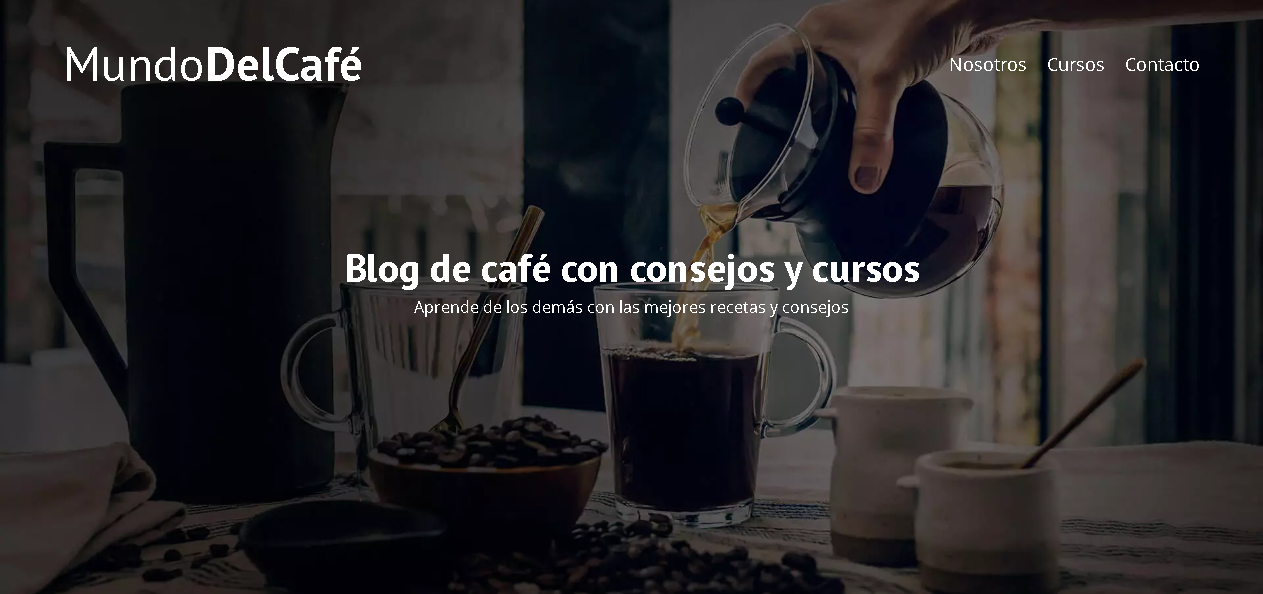 MundoDelCafé
Nosotros Cursos Contacto
Blog de café con consejos y cursos
Aprende de los demás con las mejores recetas y consejos